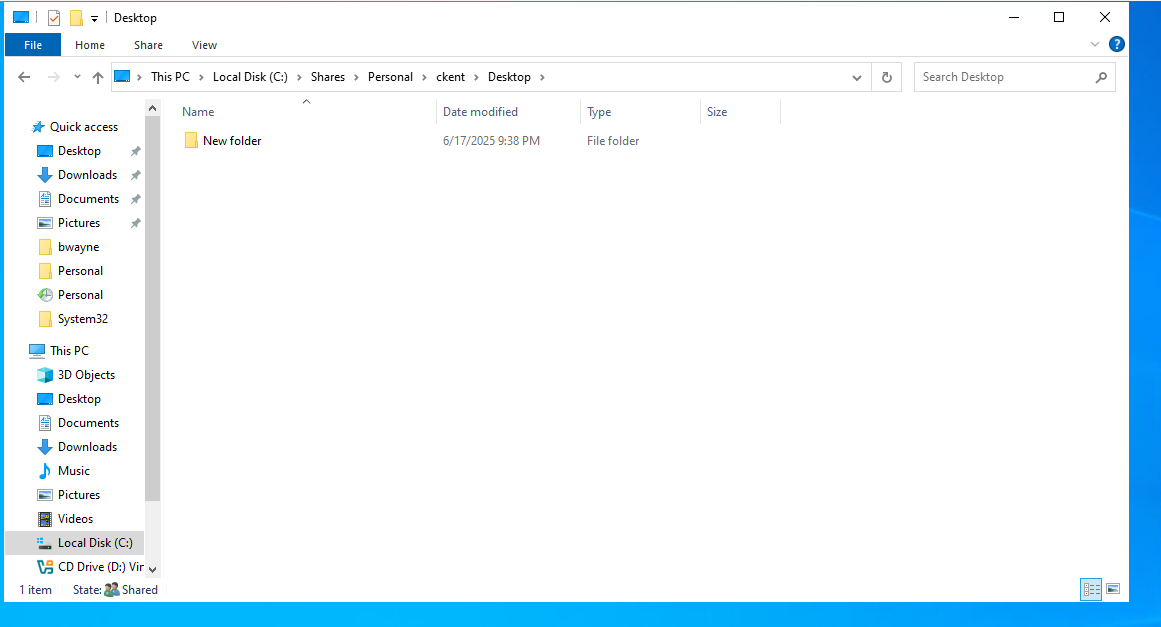 Desktop
File Home Share View
This PC Local Disk (C:) Shares Personal ckent Desktop
Search Desktop
Name Date modified Type Size
New folder 6/17/2025 9:38 PM File folder
Quick access
Desktop
Downloads
Documents
Pictures
bwayne
Personal
Personal
System32
This PC
3D Objects
Desktop
Documents
Downloads
Music
Pictures
Videos
Local Disk (C:)
CD Drive (D:) Vir
1 item State: Shared